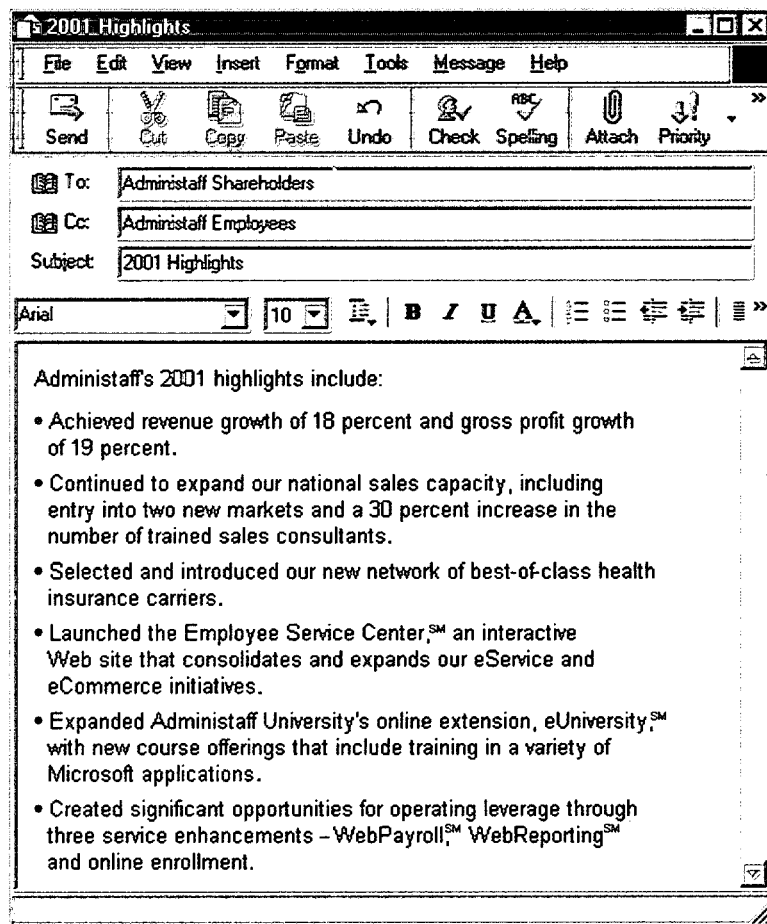 2001 Highlights
File Edit View Insert Format Tools Message Help
ABC
Send Cut Copy Paste Undo Check Spelling Attach Priority
To: Administaff Shareholders
Cc: Administaff Employees
Subject: 2001 Highlights
Arial 10 B I U A
Administaff's 2001 highlights include:
• Achieved revenue growth of 18 percent and gross profit growth
of 19 percent.
• Continued to expand our national sales capacity, including
entry into two new markets and a 30 percent increase in the
number of trained sales consultants.
• Selected and introduced our new network of best-of-class health
insurance carriers.
• Launched the Employee Service Center,℠ an interactive
Web site that consolidates and expands our eService and
eCommerce initiatives.
• Expanded Administaff University's online extension, eUniversity,℠
with new course offerings that include training in a variety of
Microsoft applications.
• Created significant opportunities for operating leverage through
three service enhancements – WebPayroll,℠ WebReporting℠
and online enrollment.